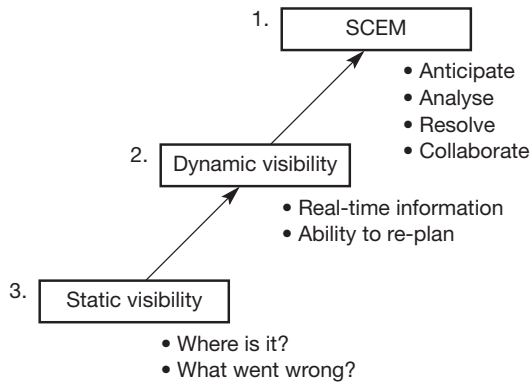 1. SCEM
• Anticipate
• Analyse
• Resolve
• Collaborate
2. Dynamic visibility
• Real-time information
• Ability to re-plan
3. Static visibility
• Where is it?
• What went wrong?